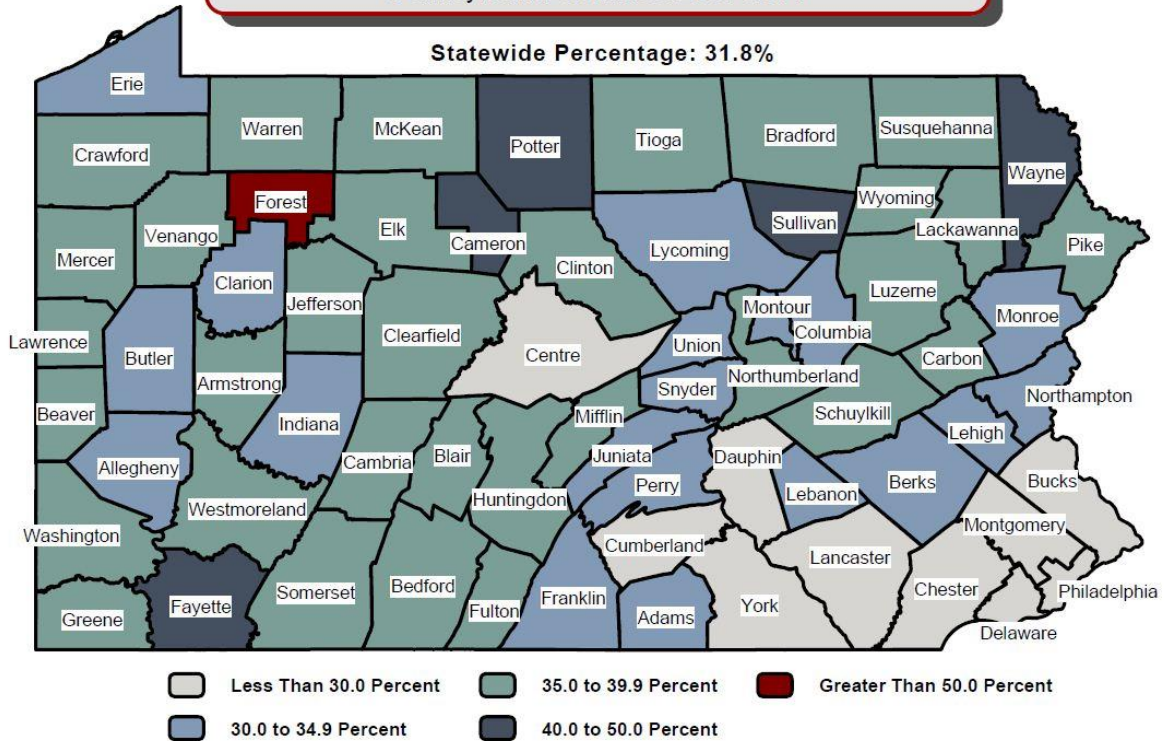 Statewide Percentage: 31.8%
Erie
Warren
McKean
Potter
Tioga
Bradford
Susquehanna
Crawford
Wayne
Forest
Wyoming
Sullivan
Venango
Elk
Cameron
Lackawanna
Pike
Mercer
Lycoming
Clinton
Clarion
Jefferson
Luzerne
Montour
Columbia
Monroe
Clearfield
Lawrence
Union
Butler
Centre
Carbon
Armstrong
Northumberland
Snyder
Northampton
Beaver
Mifflin
Schuylkill
Indiana
Lehigh
Blair
Juniata
Dauphin
Cambria
Allegheny
Bucks
Berks
Perry
Lebanon
Huntingdon
Westmoreland
Montgomery
Washington
Cumberland
Lancaster
Bedford
Chester
Philadelphia
Somerset
Franklin
Fayette
York
Fulton
Greene
Adams
Delaware
Less Than 30.0 Percent
35.0 to 39.9 Percent
Greater Than 50.0 Percent
30.0 to 34.9 Percent
40.0 to 50.0 Percent